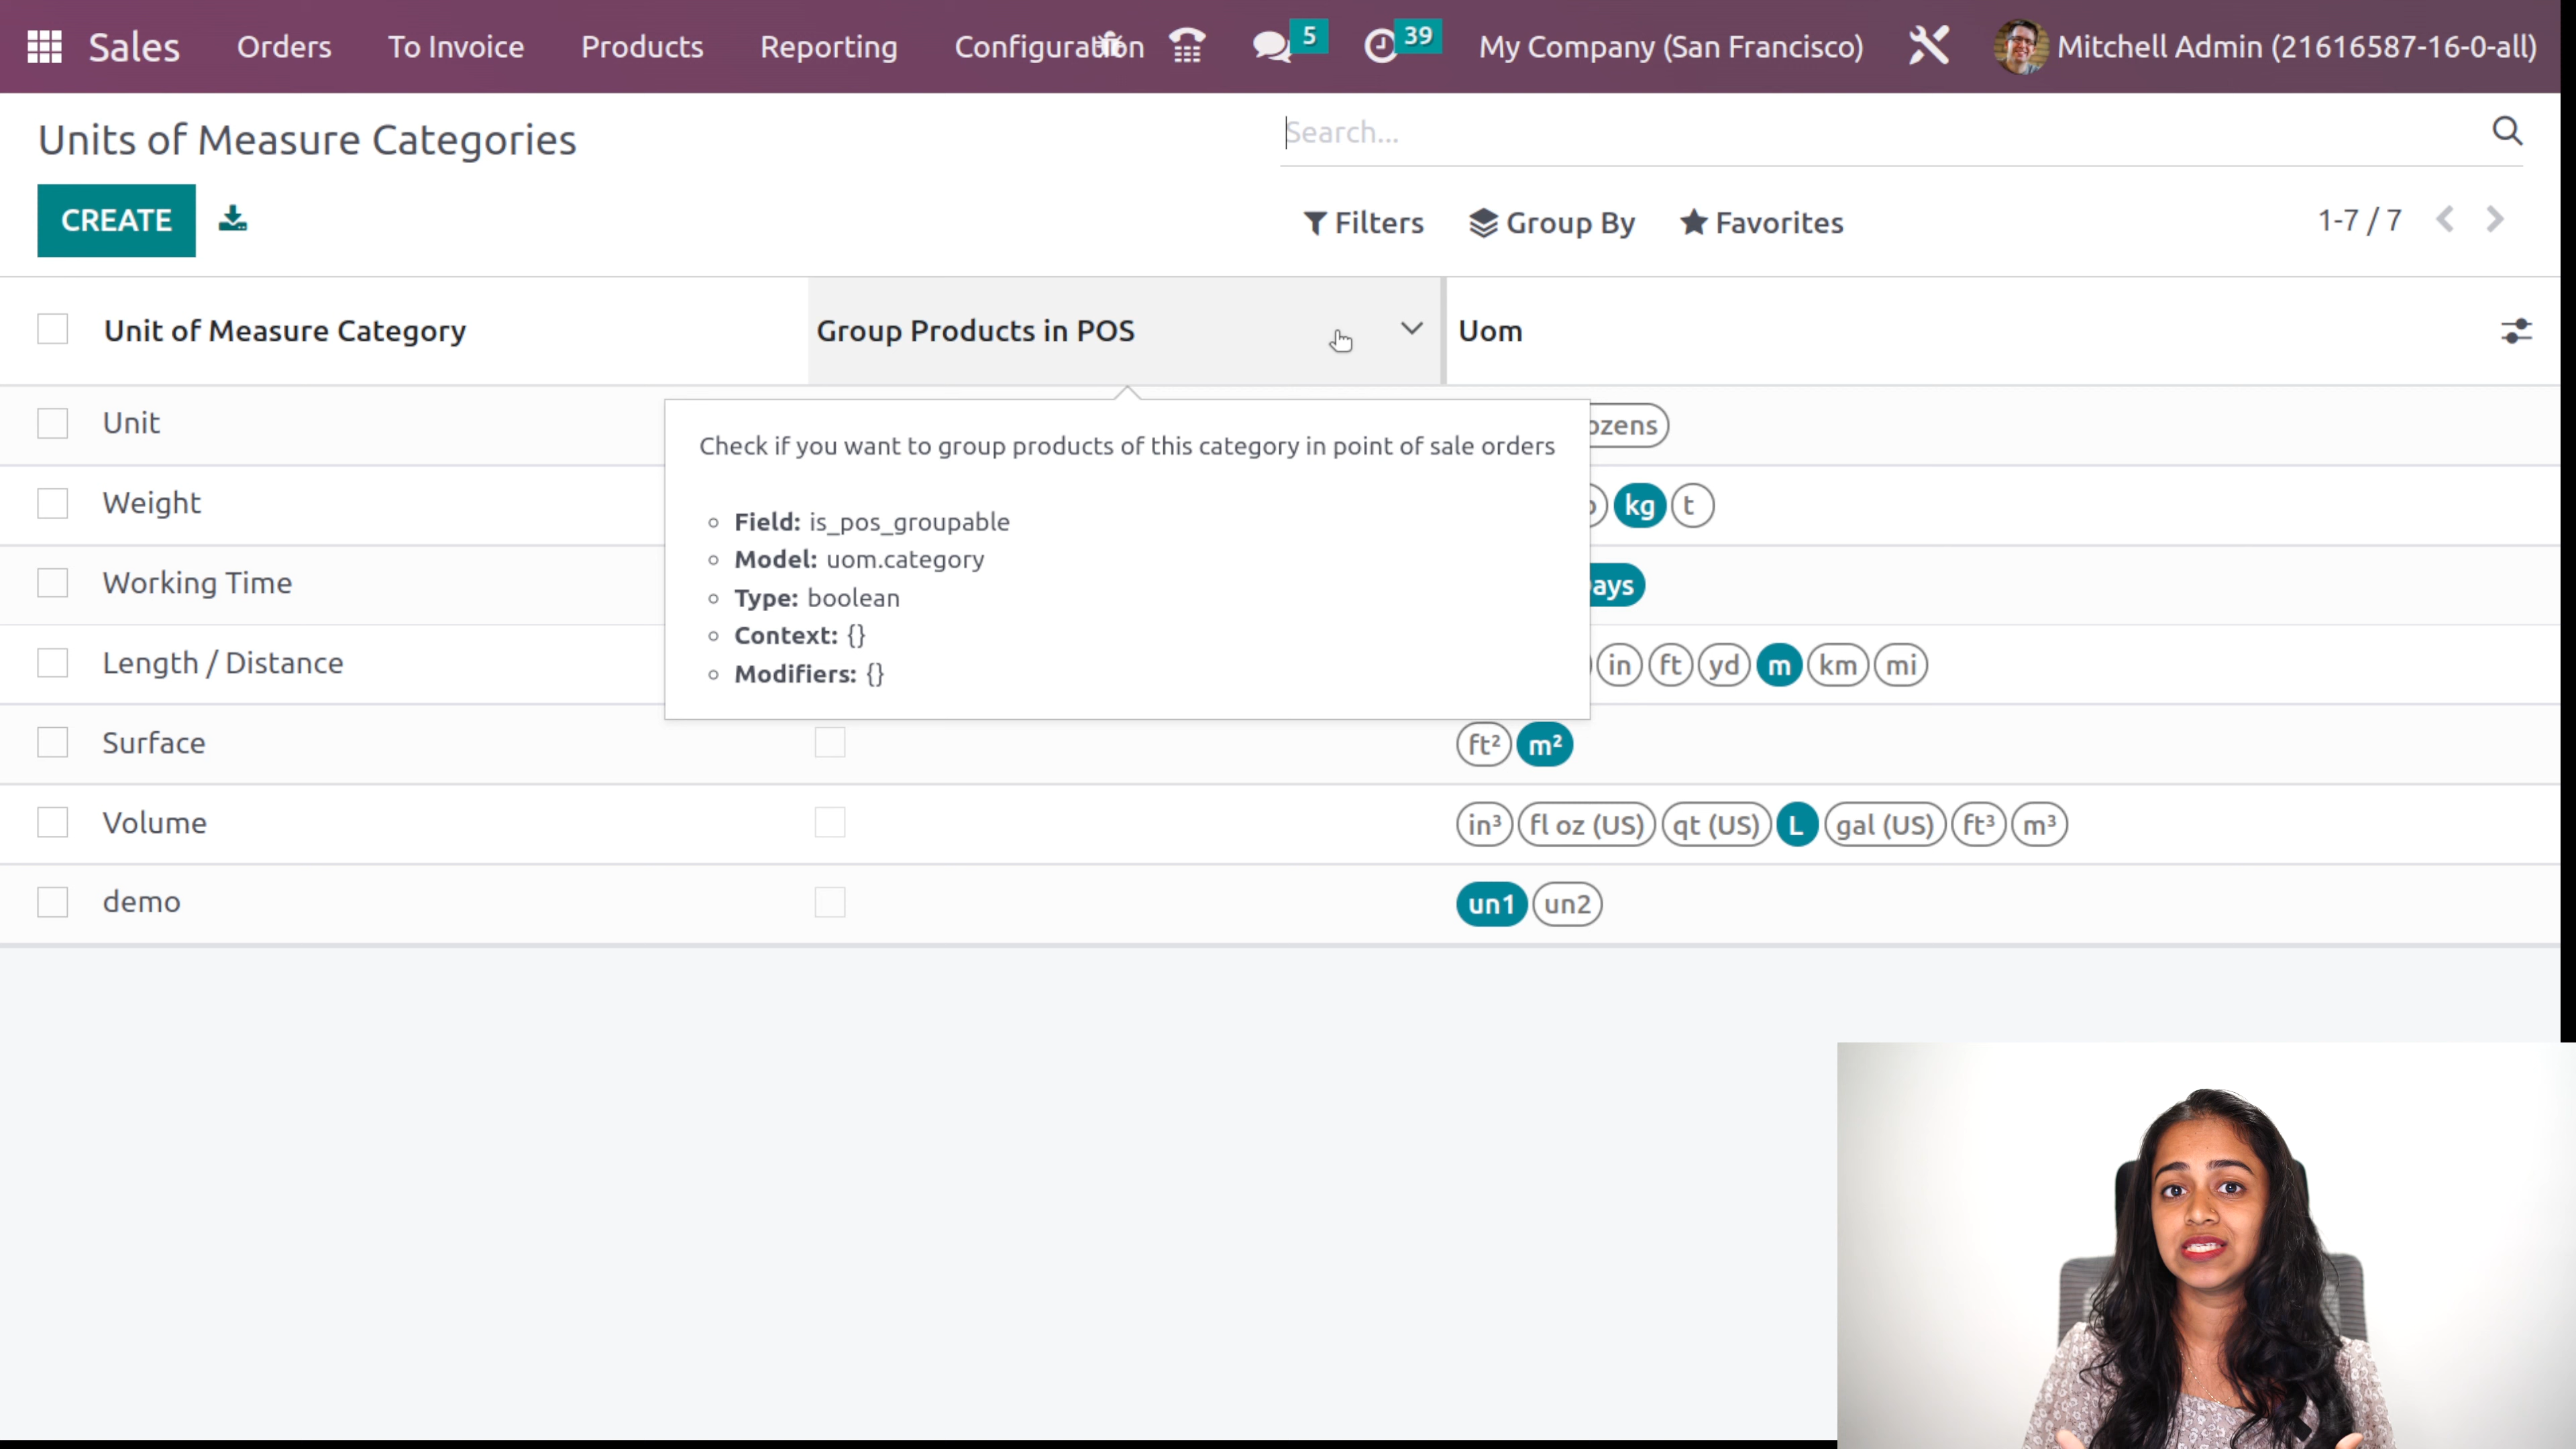 Sales Orders To Invoice Products Reporting Configuration 5 39 My Company (San Francisco) Mitchell Admin (21616587-16-0-all)
Units of Measure Categories
Search...
CREATE
Filters Group By Favorites 1-7 / 7
Unit of Measure Category Group Products in POS Uom
Unit
Check if you want to group products of this category in point of sale orders
Field: is_pos_groupable
Model: uom.category
Type: boolean
Context: {}
Modifiers: {}
Weight kg t
Working Time
Length / Distance in ft yd m km mi
Surface ft² m²
Volume in³ fl oz (US) qt (US) L gal (US) ft³ m³
demo un1 un2